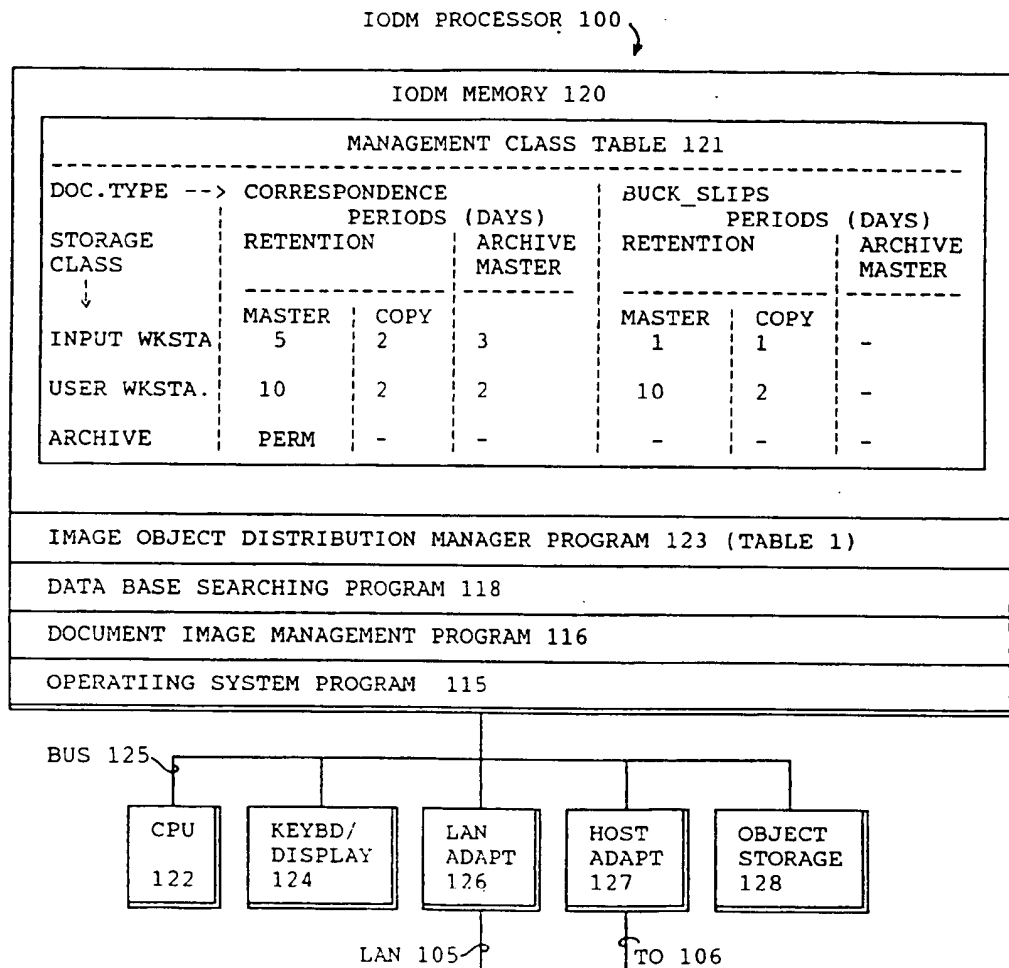 IODM PROCESSOR 100
IODM MEMORY 120
MANAGEMENT CLASS TABLE 121
DOC.TYPE --> CORRESPONDENCE BUCK_SLIPS
PERIODS (DAYS) PERIODS (DAYS)
STORAGE RETENTION ARCHIVE RETENTION ARCHIVE
CLASS MASTER MASTER
MASTER COPY MASTER COPY
INPUT WKSTA 5 2 3 1 1 -
USER WKSTA. 10 2 2 10 2 -
ARCHIVE PERM - - - - -
IMAGE OBJECT DISTRIBUTION MANAGER PROGRAM 123 (TABLE 1)
DATA BASE SEARCHING PROGRAM 118
DOCUMENT IMAGE MANAGEMENT PROGRAM 116
OPERATIING SYSTEM PROGRAM 115
BUS 125
CPU KEYBD/ LAN HOST OBJECT
DISPLAY ADAPT ADAPT STORAGE
122 124 126 127 128
LAN 105 TO 106